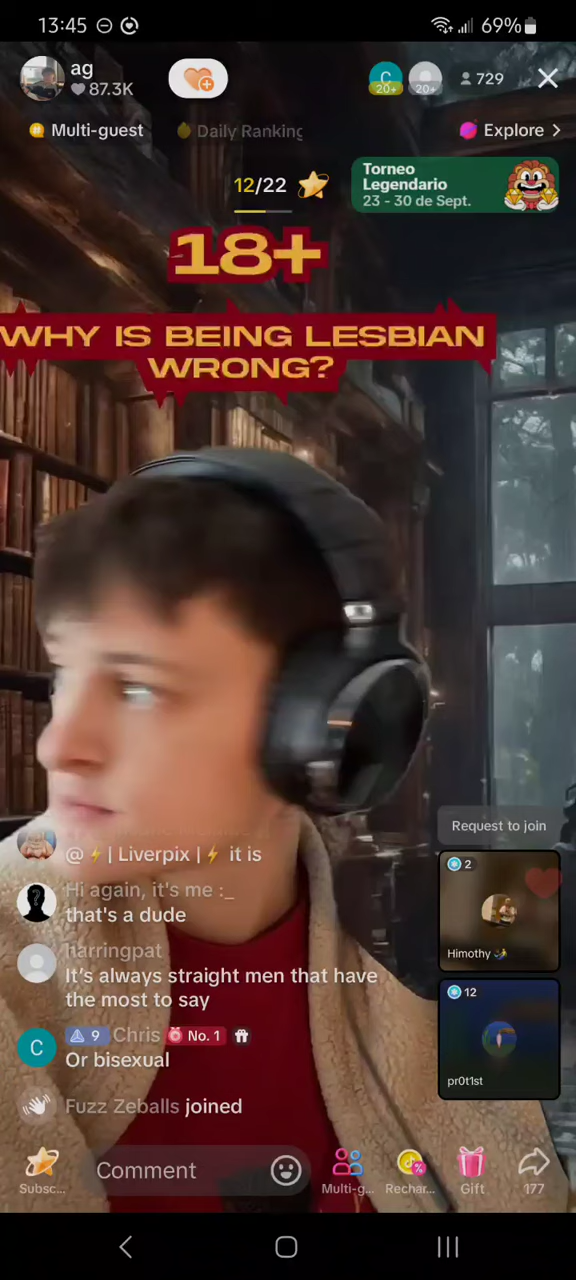 13:45
69%
ag
87.3K
C
20+
20+
729
Multi-guest
Daily Ranking
Explore >
12/22
Torneo
Legendario
23 - 30 de Sept.
18+
WHY IS BEING LESBIAN
WRONG?
Request to join
@⚡| Liverpix | ⚡ it is
Hi again, it's me :_
that's a dude
harringpat
It's always straight men that have
the most to say
C
9 Chris No. 1
Or bisexual
Fuzz Zeballs joined
2
Himothy
12
pr0t1st
Comment
Subsc...
Multi-g...
Rechar...
Gift
177